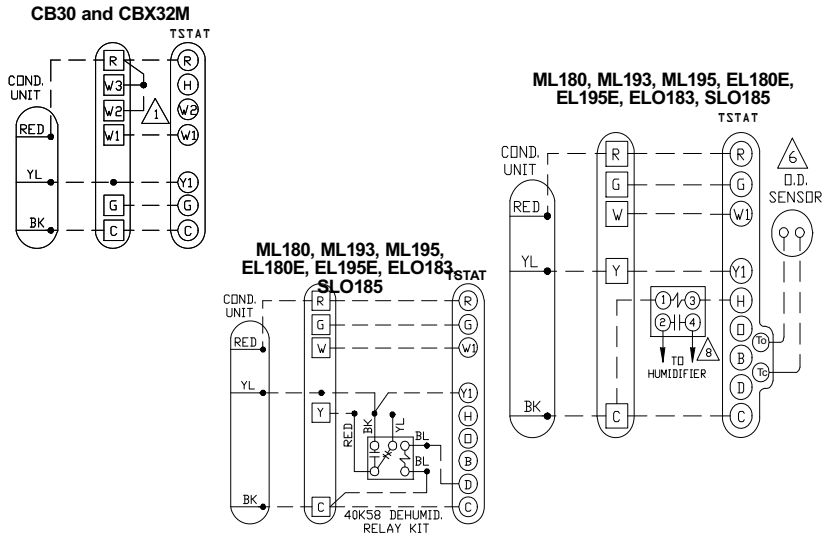 CB30 and CBX32M
TSTAT
COND.
UNIT
RED
YL
BK
R
W3
W2
W1
G
C
1
R
H
W2
W1
Y1
G
C
ML180, ML193, ML195,
EL180E, EL195E, ELO183,
SLO185
TSTAT
COND.
UNIT
RED
YL
BK
R
G
W
Y
C
RED
BK
YL
BL
BL
R
G
W1
Y1
H
O
B
D
C
40K58 DEHUMID.
RELAY KIT
ML180, ML193, ML195, EL180E,
EL195E, ELO183, SLO185
TSTAT
COND.
UNIT
RED
YL
BK
R
G
W
Y
C
1
3
2
4
TO
HUMIDIFIER
8
R
G
W1
Y1
H
O
B
D
C
To
Tc
6
O.D.
SENSOR